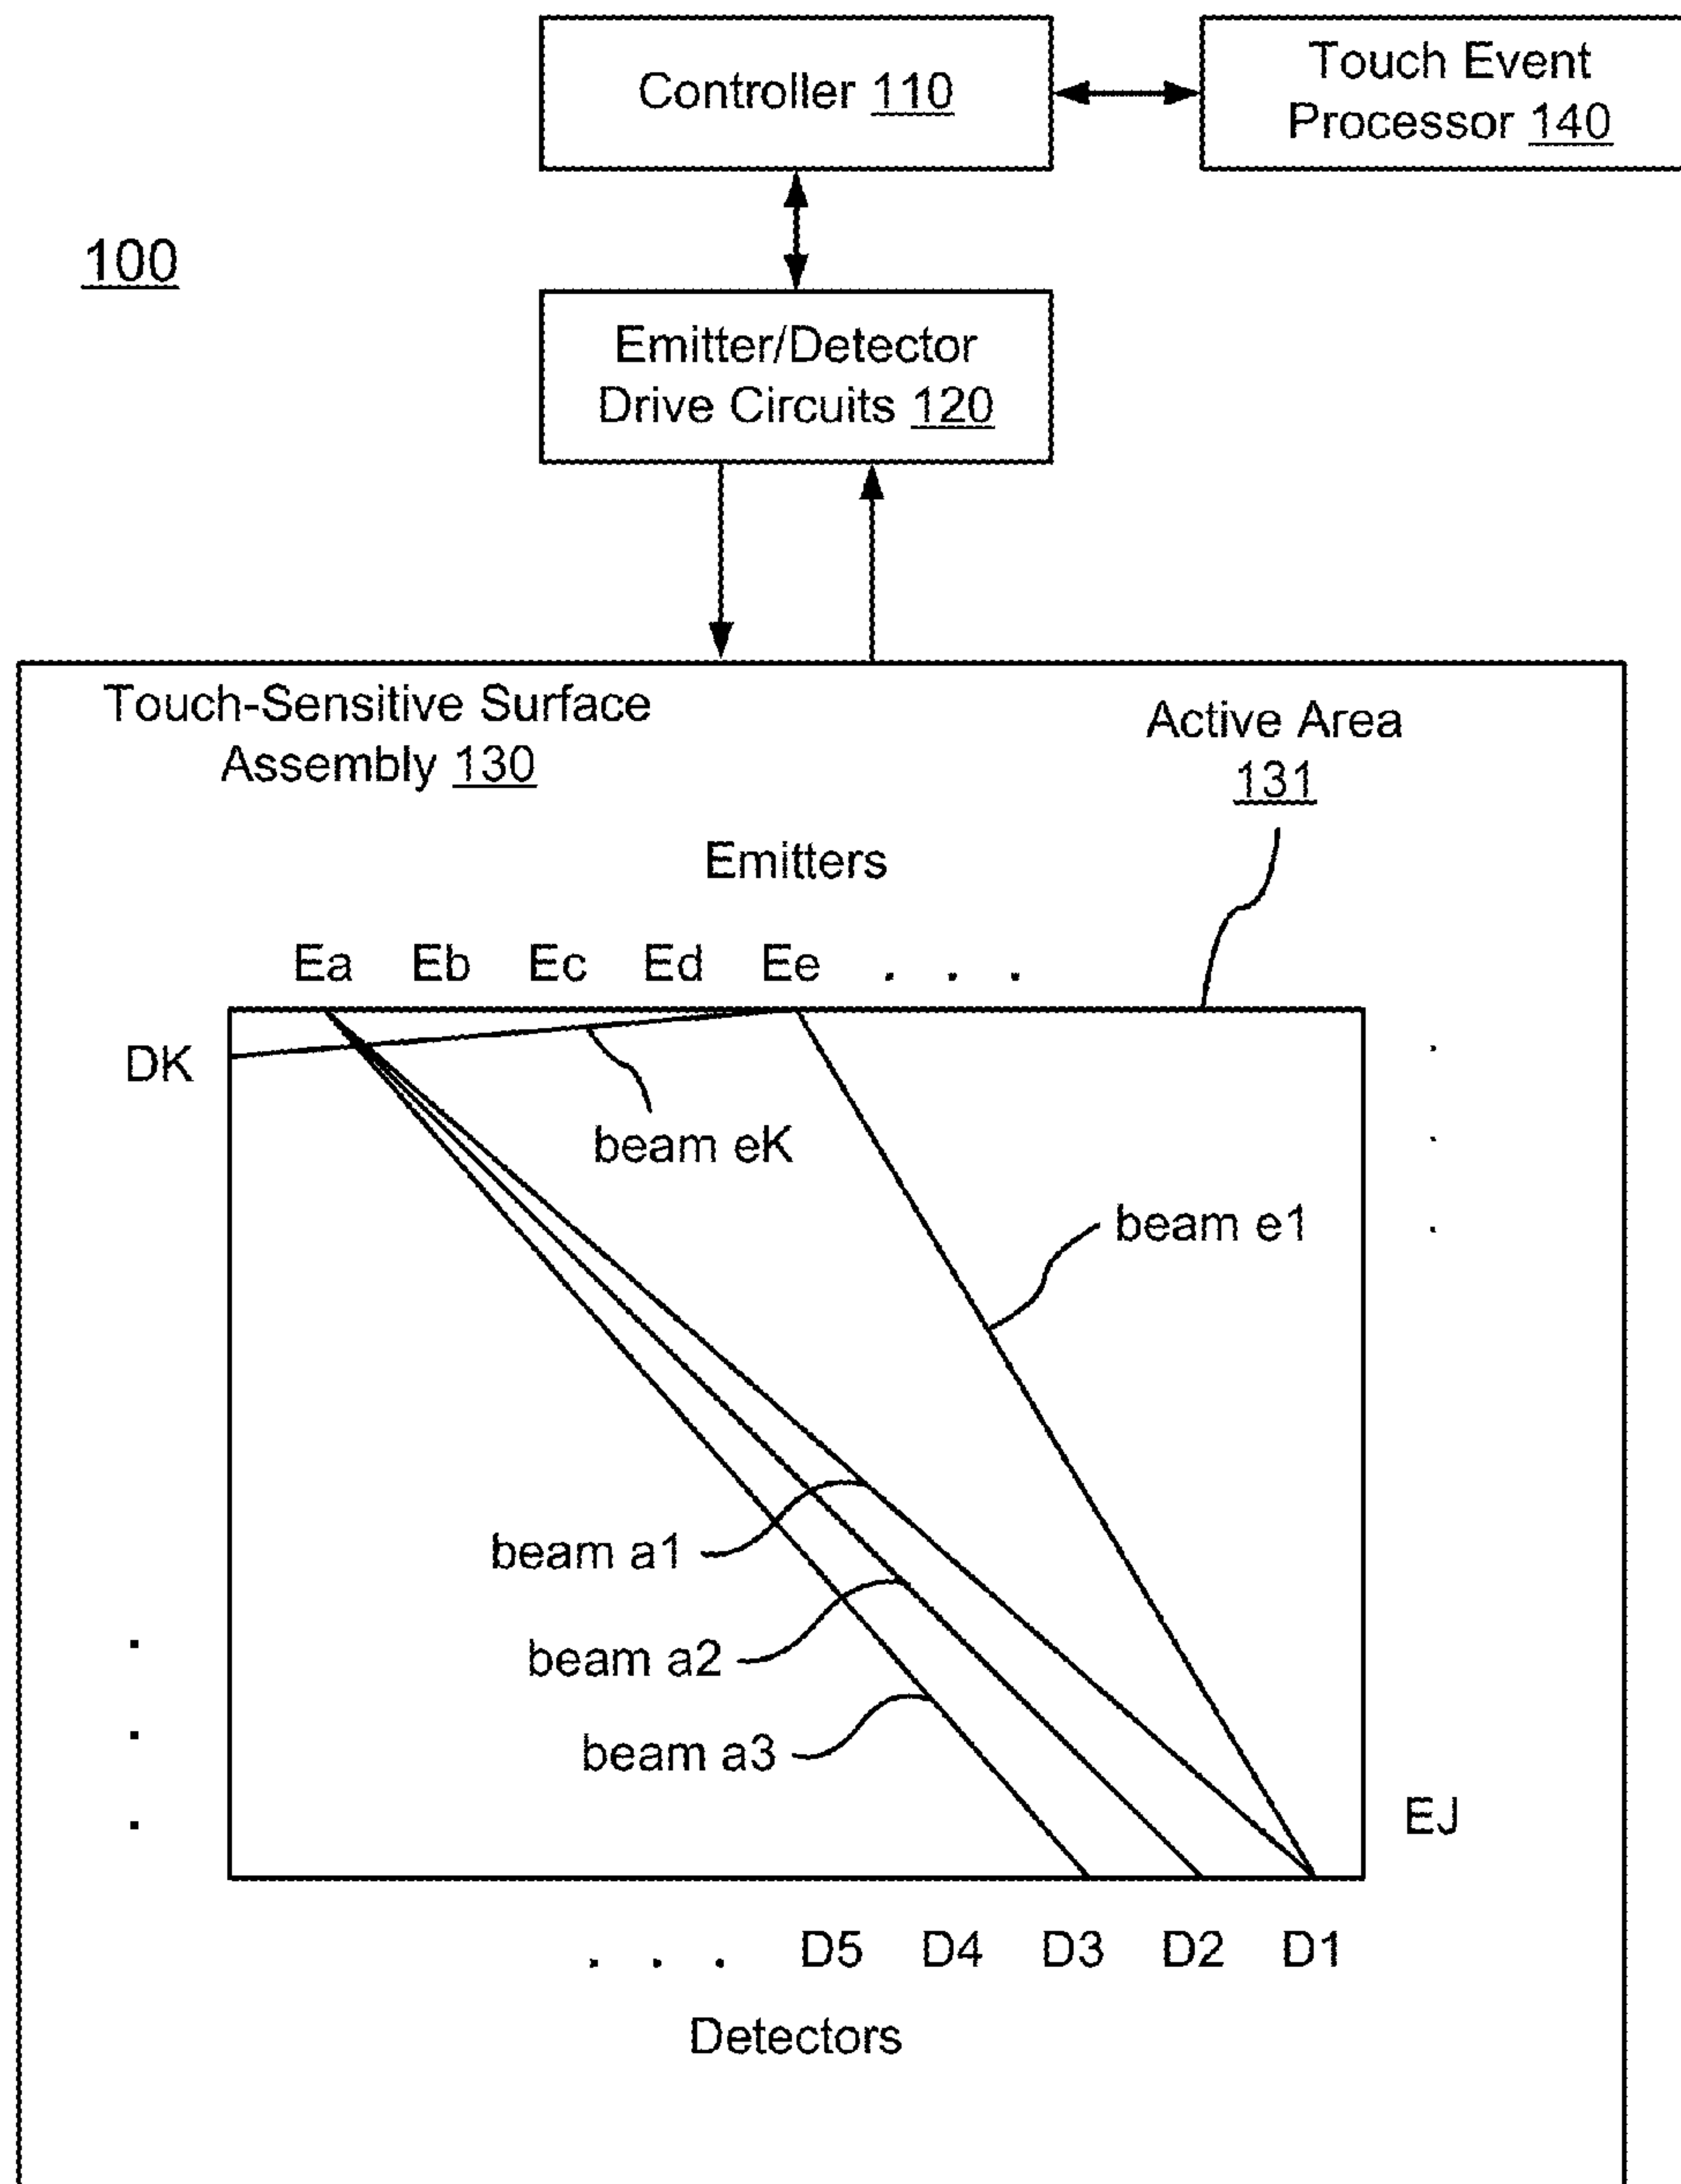 Controller 110
Touch Event
Processor 140
100
Emitter/Detector
Drive Circuits 120
Touch-Sensitive Surface
Assembly 130
Active Area
131
Emitters
Ea Eb Ec Ed Ee . . .
DK
beam eK
beam e1
beam a1
beam a2
beam a3
EJ
. . . D5 D4 D3 D2 D1
Detectors